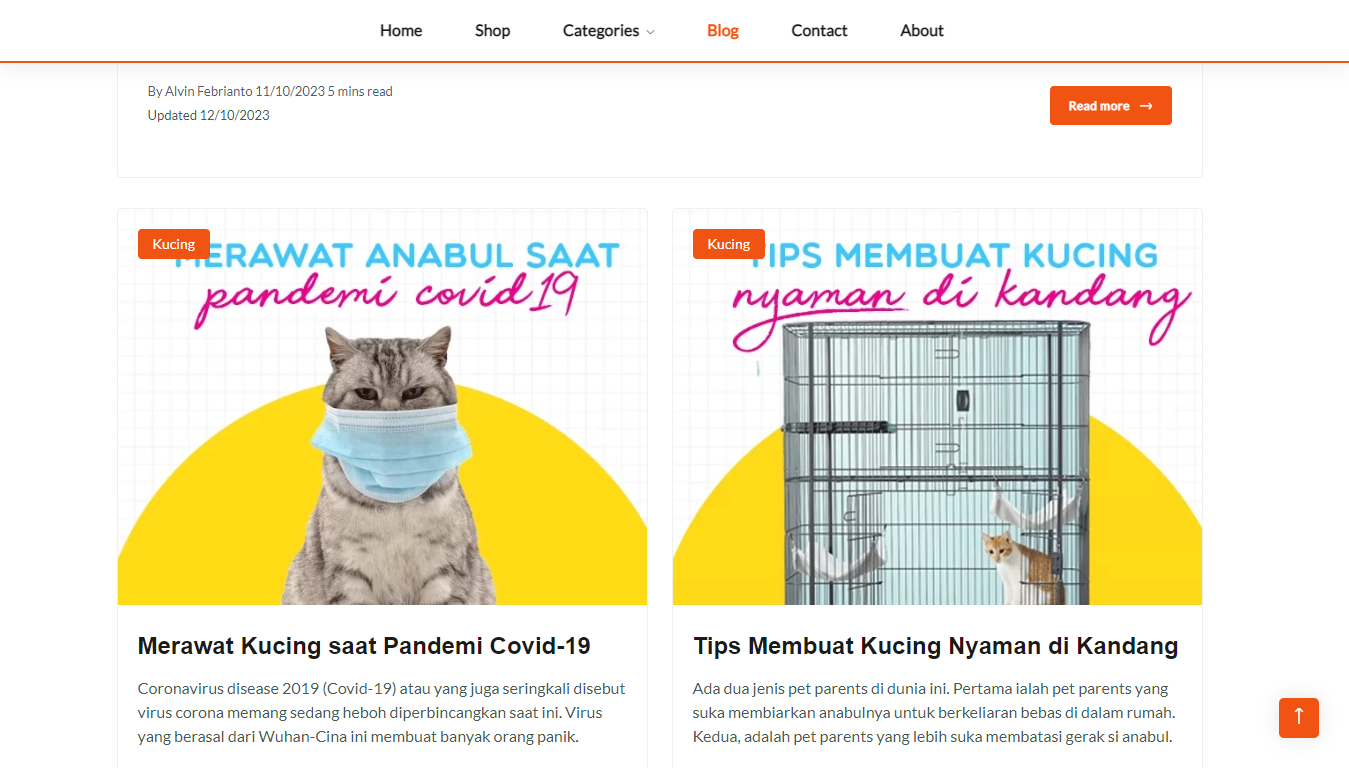 Home Shop Categories Blog Contact About
By Alvin Febrianto 11/10/2023 5 mins read
Updated 12/10/2023
Read more
Kucing
MERAWAT ANABUL SAAT
pandemi covid19
Merawat Kucing saat Pandemi Covid-19
Coronavirus disease 2019 (Covid-19) atau yang juga seringkali disebut
virus corona memang sedang heboh diperbincangkan saat ini. Virus
yang berasal dari Wuhan-Cina ini membuat banyak orang panik.
Kucing
TIPS MEMBUAT KUCING
nyaman di kandang
Tips Membuat Kucing Nyaman di Kandang
Ada dua jenis pet parents di dunia ini. Pertama ialah pet parents yang
suka membiarkan anabulnya untuk berkeliaran bebas di dalam rumah.
Kedua, adalah pet parents yang lebih suka membatasi gerak si anabul.